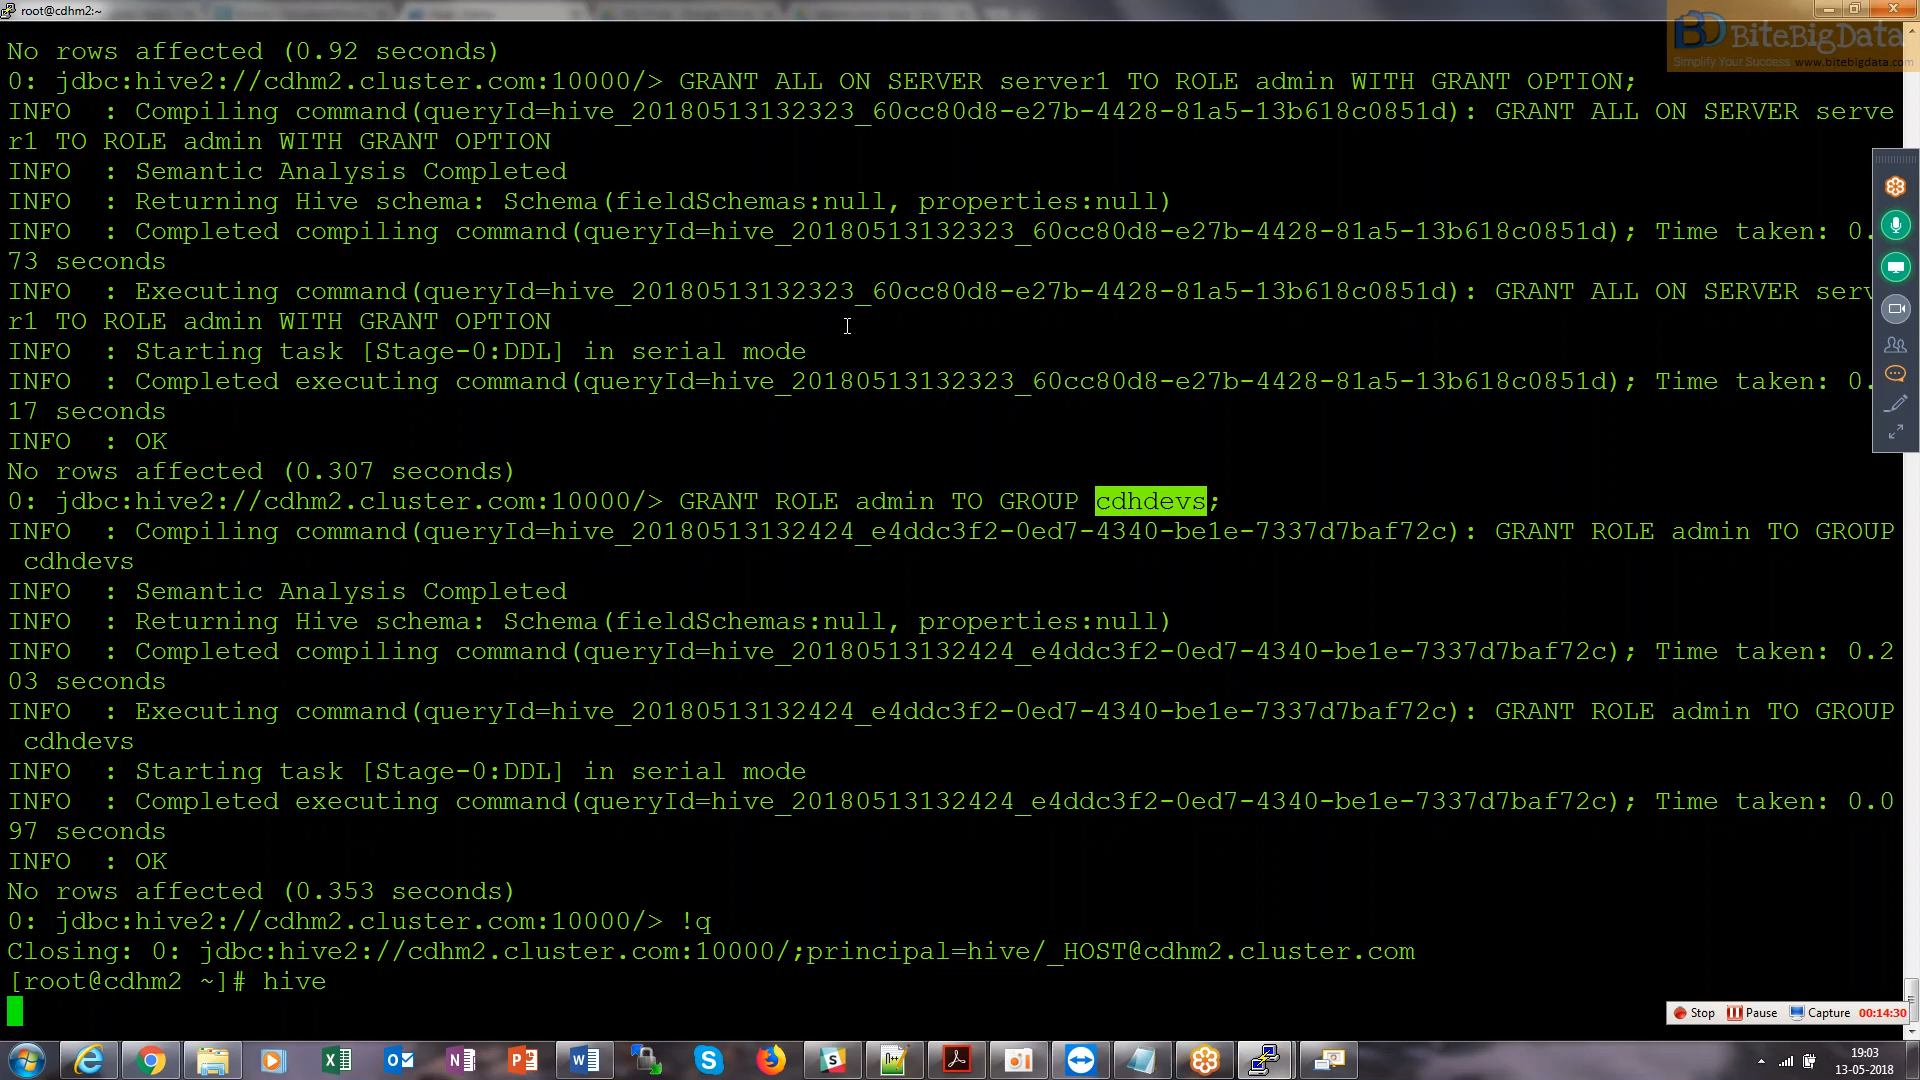 root@cdhm2:~
BiteBigData
Simplify Your Success www.bitebigdata.com
No rows affected (0.92 seconds)
0: jdbc:hive2://cdhm2.cluster.com:10000/> GRANT ALL ON SERVER server1 TO ROLE admin WITH GRANT OPTION;
INFO  : Compiling command(queryId=hive_20180513132323_60cc80d8-e27b-4428-81a5-13b618c0851d): GRANT ALL ON SERVER serve
r1 TO ROLE admin WITH GRANT OPTION
INFO  : Semantic Analysis Completed
INFO  : Returning Hive schema: Schema(fieldSchemas:null, properties:null)
INFO  : Completed compiling command(queryId=hive_20180513132323_60cc80d8-e27b-4428-81a5-13b618c0851d); Time taken: 0.
73 seconds
INFO  : Executing command(queryId=hive_20180513132323_60cc80d8-e27b-4428-81a5-13b618c0851d): GRANT ALL ON SERVER serv
r1 TO ROLE admin WITH GRANT OPTION
INFO  : Starting task [Stage-0:DDL] in serial mode
INFO  : Completed executing command(queryId=hive_20180513132323_60cc80d8-e27b-4428-81a5-13b618c0851d); Time taken: 0.
17 seconds
INFO  : OK
No rows affected (0.307 seconds)
0: jdbc:hive2://cdhm2.cluster.com:10000/> GRANT ROLE admin TO GROUP cdhdevs;
INFO  : Compiling command(queryId=hive_20180513132424_e4ddc3f2-0ed7-4340-be1e-7337d7baf72c): GRANT ROLE admin TO GROUP
 cdhdevs
INFO  : Semantic Analysis Completed
INFO  : Returning Hive schema: Schema(fieldSchemas:null, properties:null)
INFO  : Completed compiling command(queryId=hive_20180513132424_e4ddc3f2-0ed7-4340-be1e-7337d7baf72c); Time taken: 0.2
03 seconds
INFO  : Executing command(queryId=hive_20180513132424_e4ddc3f2-0ed7-4340-be1e-7337d7baf72c): GRANT ROLE admin TO GROUP
 cdhdevs
INFO  : Starting task [Stage-0:DDL] in serial mode
INFO  : Completed executing command(queryId=hive_20180513132424_e4ddc3f2-0ed7-4340-be1e-7337d7baf72c); Time taken: 0.0
97 seconds
INFO  : OK
No rows affected (0.353 seconds)
0: jdbc:hive2://cdhm2.cluster.com:10000/> !q
Closing: 0: jdbc:hive2://cdhm2.cluster.com:10000/;principal=hive/_HOST@cdhm2.cluster.com
[root@cdhm2 ~]# hive
Stop Pause Capture 00:14:30
19:03
13-05-2018